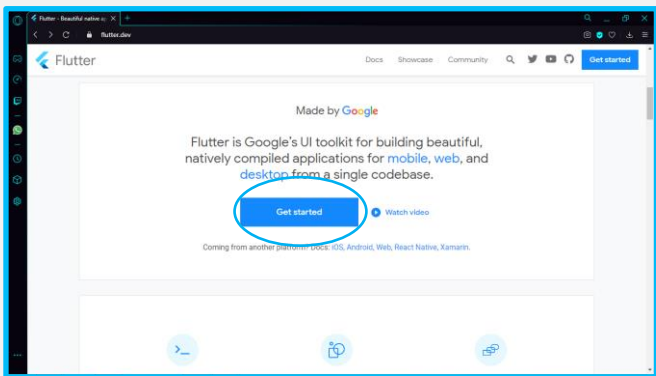 Flutter - Beautiful native ap
flutter.dev
Flutter
Docs Showcase Community
Get started
Made by Google
Flutter is Google's UI toolkit for building beautiful,
natively compiled applications for mobile, web, and
desktop from a single codebase.
Get started
Watch video
Coming from another platform? Docs: iOS, Android, Web, React Native, Xamarin.